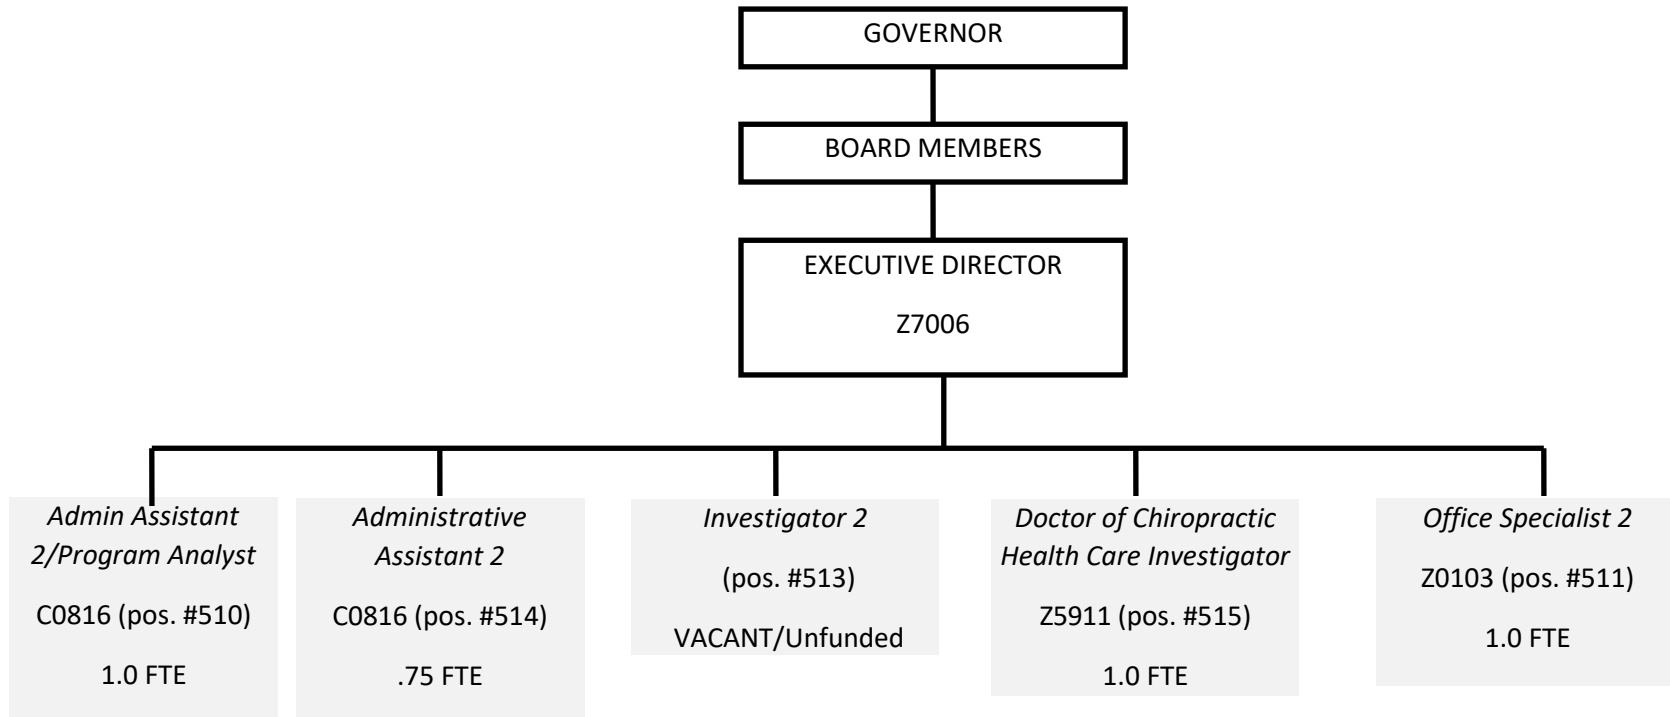 GOVERNOR
BOARD MEMBERS
EXECUTIVE DIRECTOR
Z7006
Admin Assistant
2/Program Analyst
C0816 (pos. #510)
1.0 FTE
Administrative
Assistant 2
C0816 (pos. #514)
.75 FTE
Investigator 2
(pos. #513)
VACANT/Unfunded
Doctor of Chiropractic
Health Care Investigator
Z5911 (pos. #515)
1.0 FTE
Office Specialist 2
Z0103 (pos. #511)
1.0 FTE